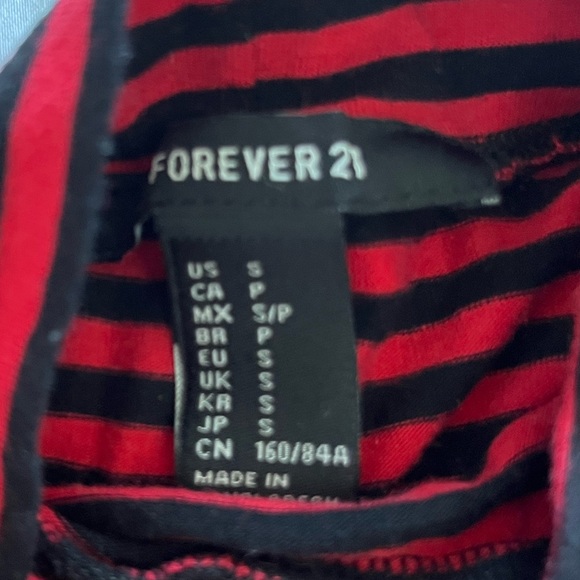 FOREVER 21
US S
CA P
MX S/P
BR P
EU S
UK S
KR S
JP S
CN 160/84A
MADE IN